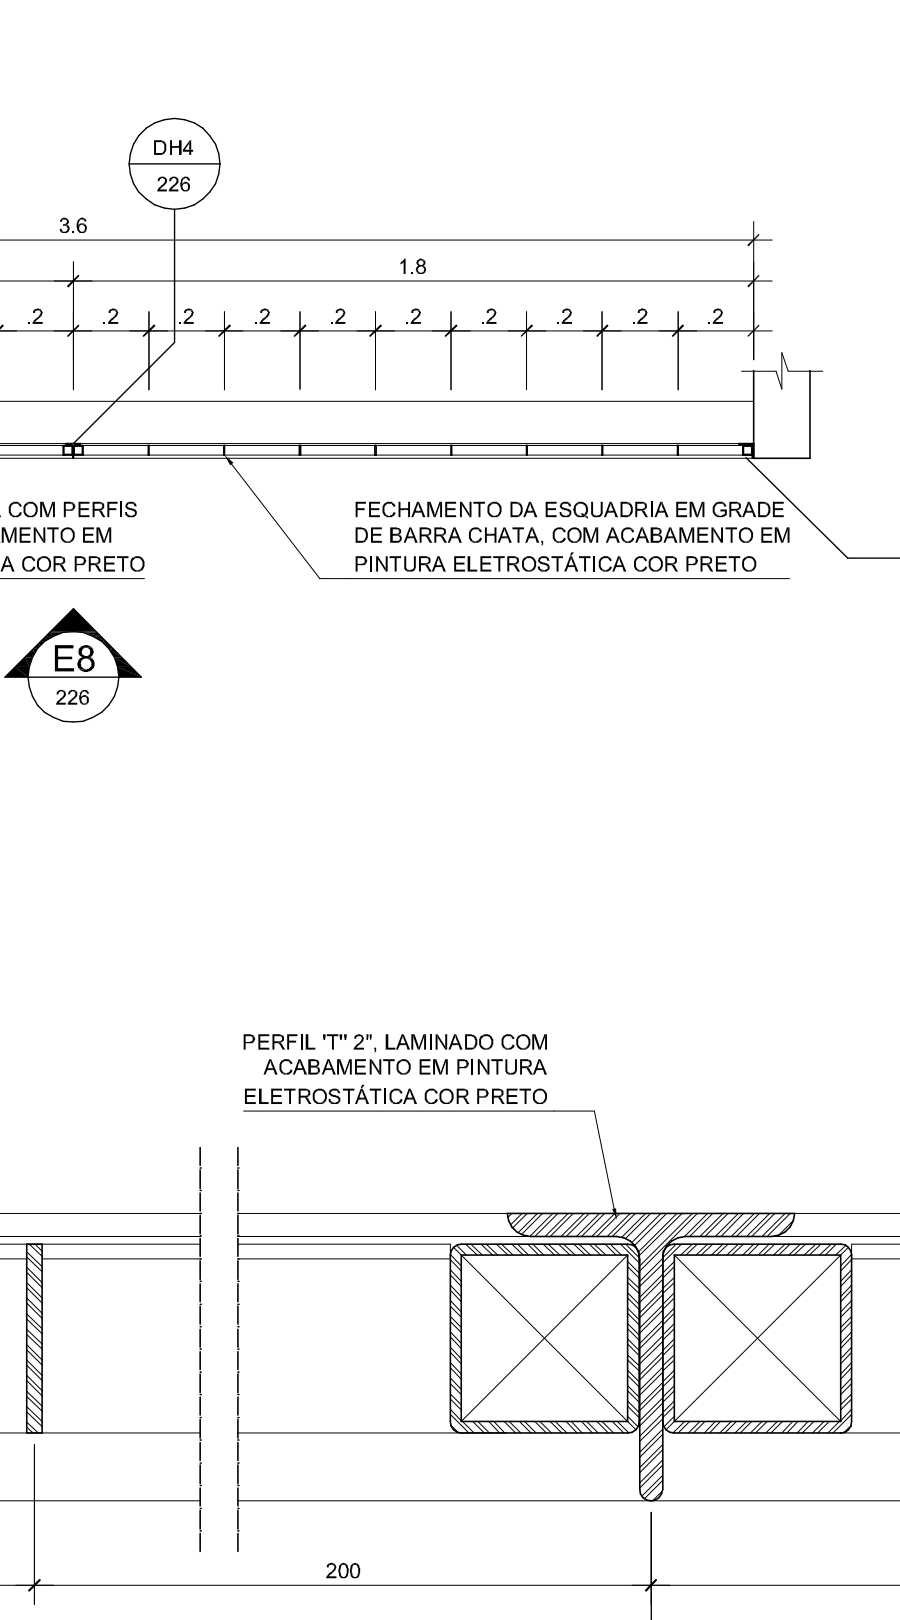 DH4
226
3.6
1.8
.2 .2 .2 .2 .2 .2 .2 .2 .2 .2
COM PERFIS
AMENTO EM
A COR PRETO
FECHAMENTO DA ESQUADRIA EM GRADE
DE BARRA CHATA, COM ACABAMENTO EM
PINTURA ELETROSTÁTICA COR PRETO
E8
226
PERFIL 'T" 2", LAMINADO COM
ACABAMENTO EM PINTURA
ELETROSTÁTICA COR PRETO
200